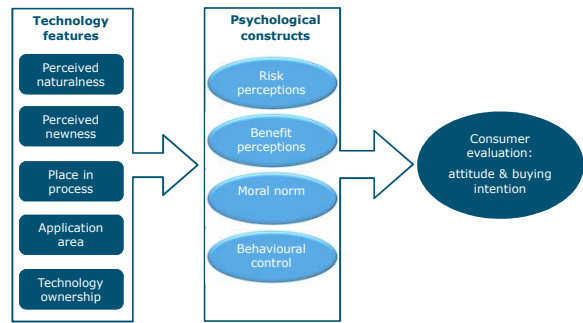 Technology
features
Perceived
naturalness
Perceived
newness
Place in
process
Application
area
Technology
ownership
Psychological
constructs
Risk
perceptions
Benefit
perceptions
Moral norm
Behavioural
control
Consumer
evaluation:
attitude & buying
intention